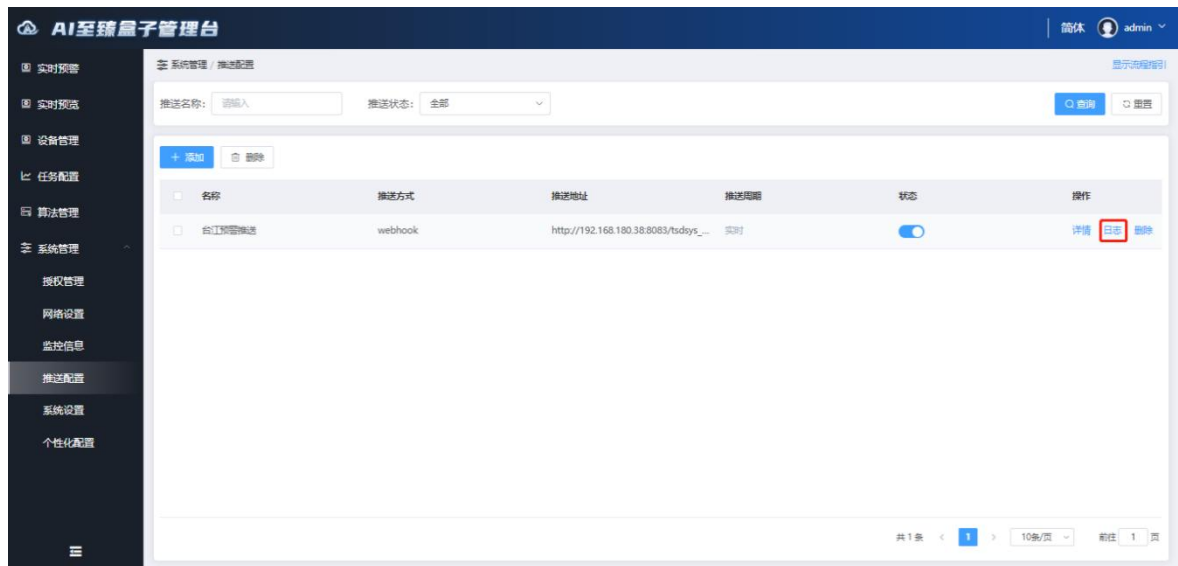 AI至臻盒子管理台
简体 admin
实时预警
实时预览
设备管理
任务配置
算法管理
系统管理
授权管理
网络设置
监控信息
推送配置
系统设置
个性化配置
系统管理 / 推送配置 显示流程指引
推送名称: 请输入 推送状态: 全部 查询 重置
+ 添加 删除
名称 推送方式 推送地址 推送周期 状态 操作
台江预警推送 webhook http://192.168.180.38:8083/tsdsys_... 实时 详情 日志 删除
共1条 < 1 > 10条/页 前往 1 页